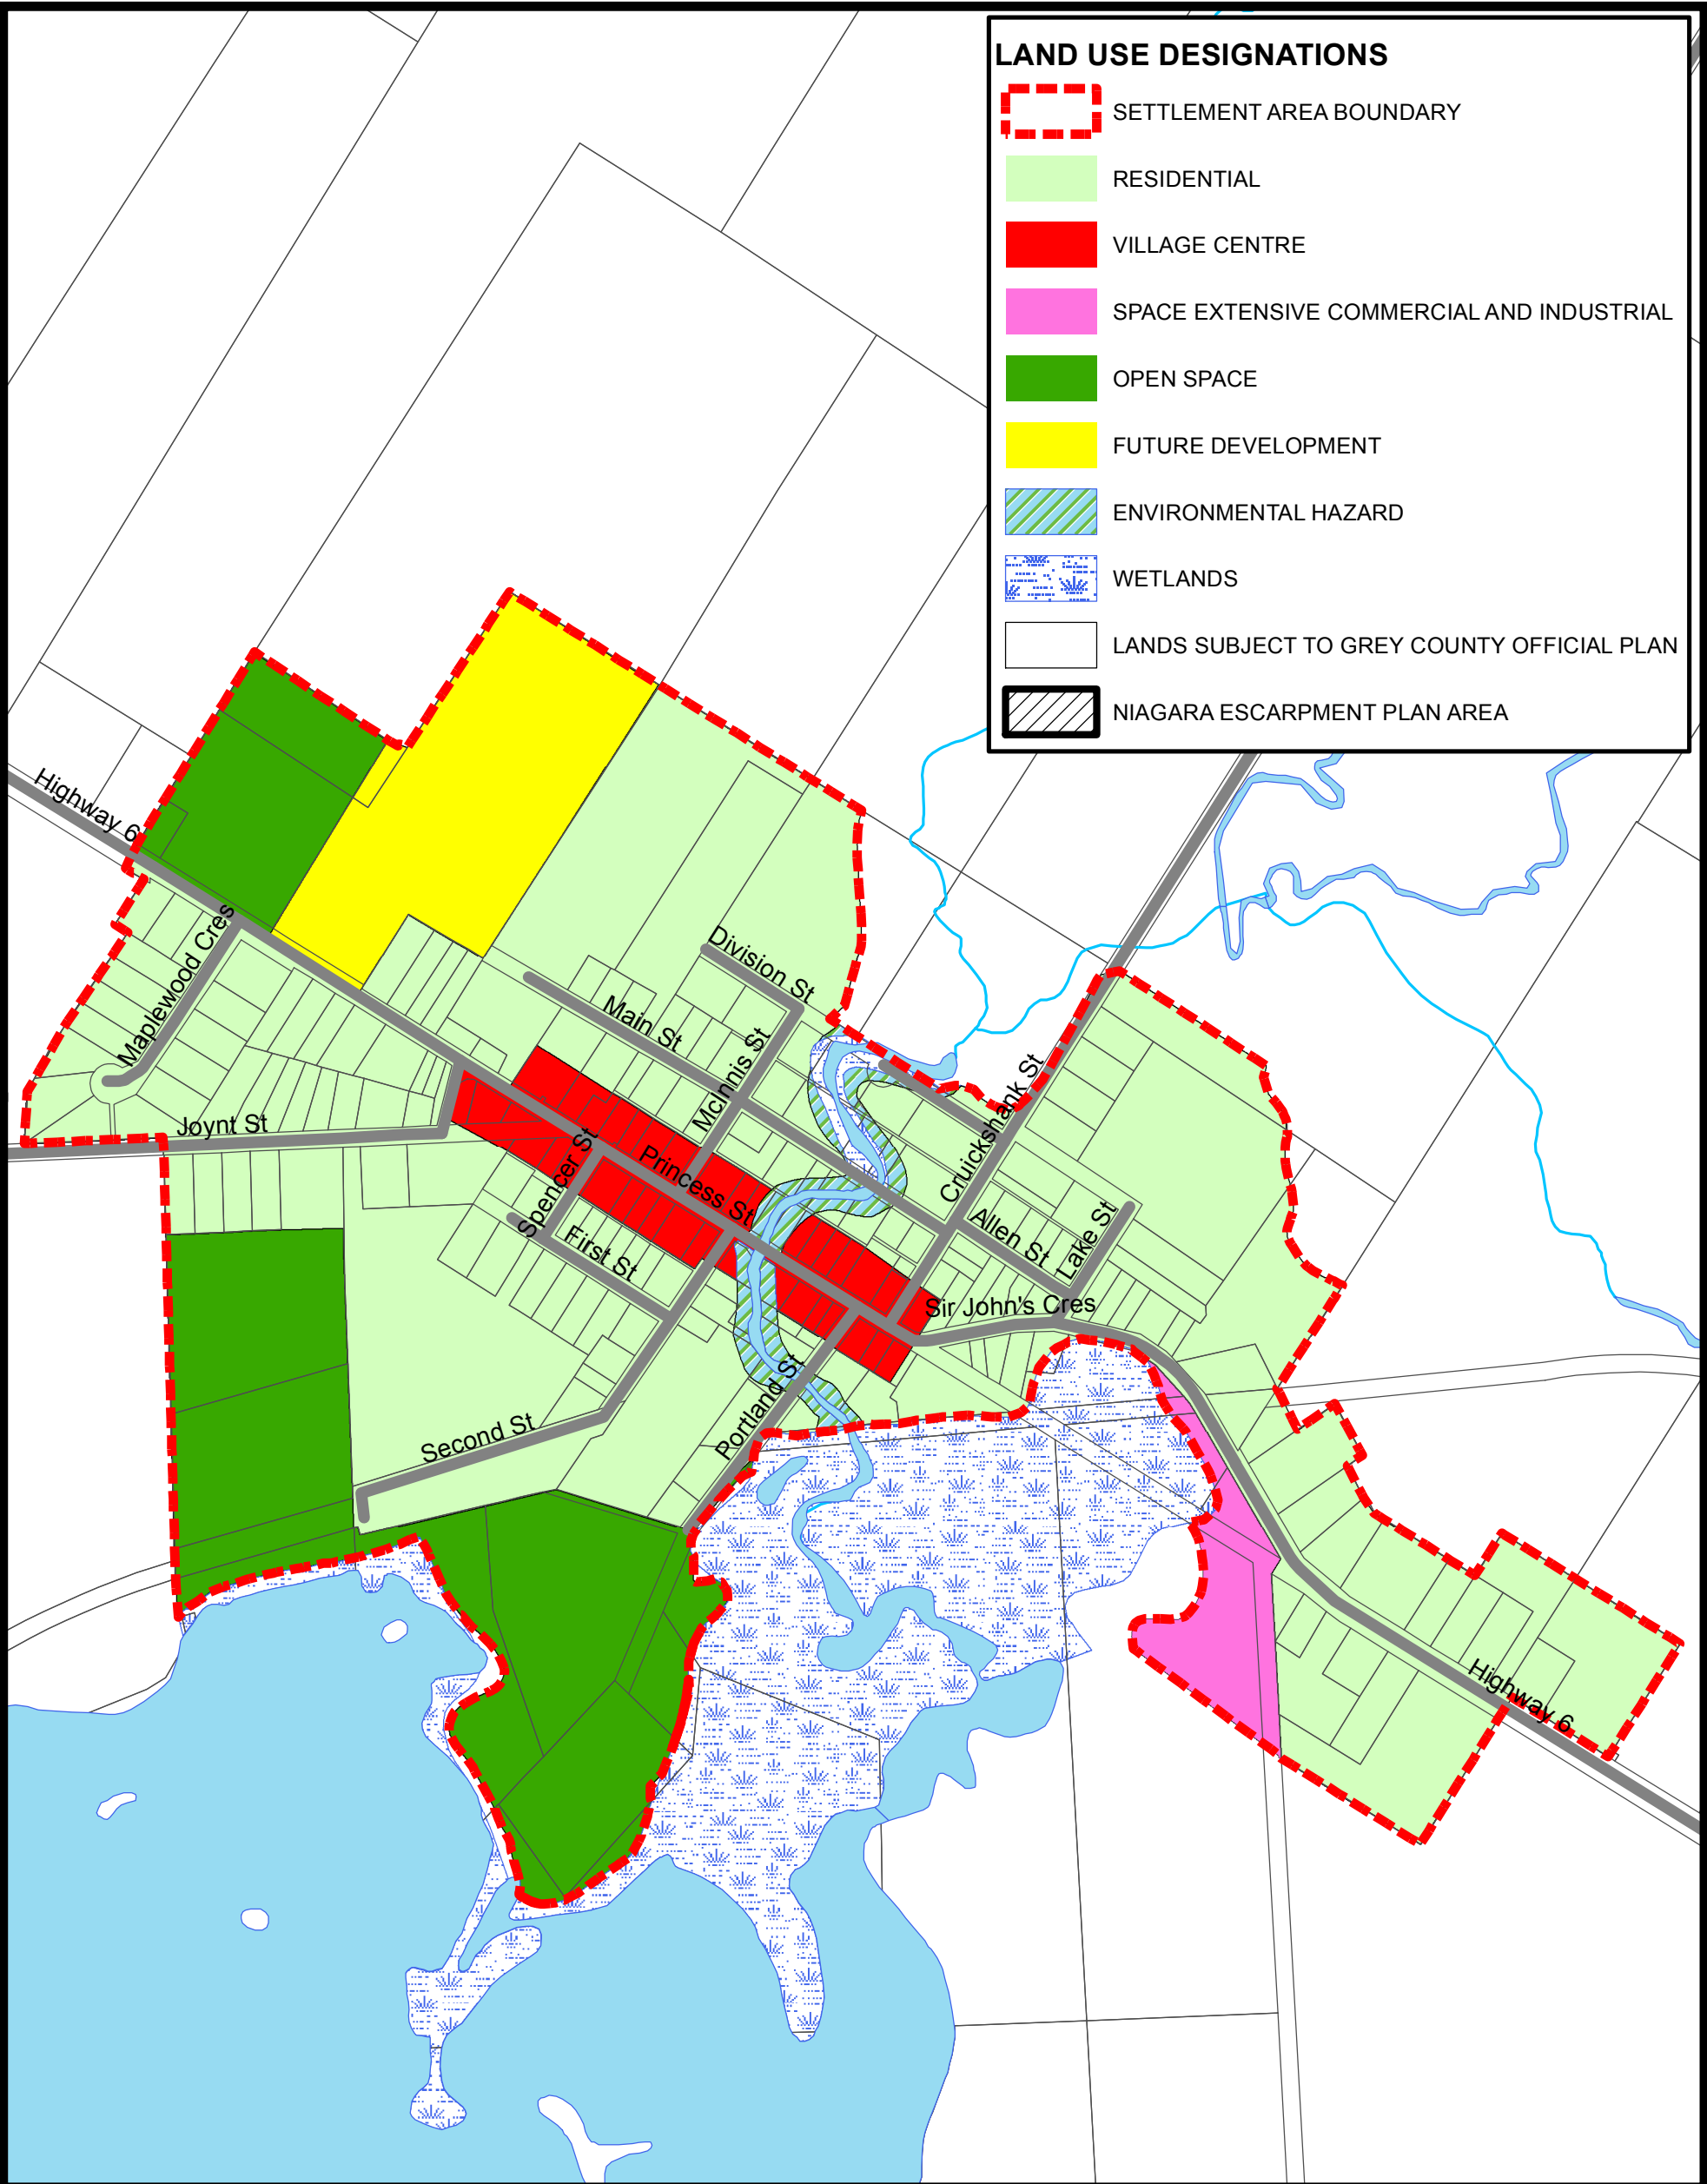 LAND USE DESIGNATIONS
SETTLEMENT AREA BOUNDARY
RESIDENTIAL
VILLAGE CENTRE
SPACE EXTENSIVE COMMERCIAL AND INDUSTRIAL
OPEN SPACE
FUTURE DEVELOPMENT
ENVIRONMENTAL HAZARD
WETLANDS
LANDS SUBJECT TO GREY COUNTY OFFICIAL PLAN
NIAGARA ESCARPMENT PLAN AREA
Highway 6
Maplewood Cres
Division St
Main St
McInnis St
Joynt St
Cruickshank St
Spencer St
Princess St
First St
Allen St
Lake St
Sir John's Cres
Portland St
Second St
Highway 6